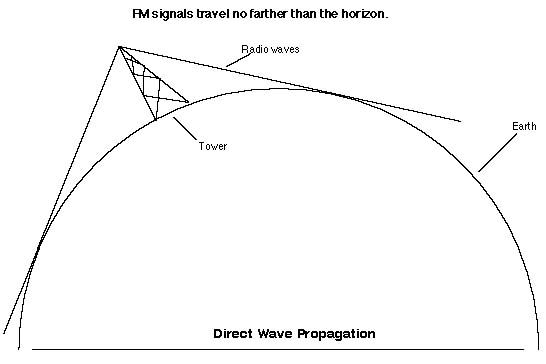 FM signals travel no farther than the horizon.
Radio waves
Earth
Tower
Direct Wave Propagation